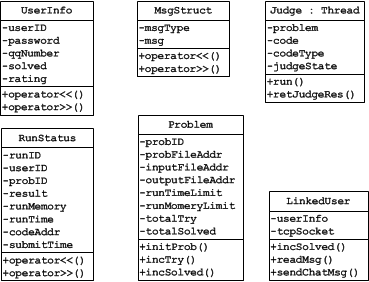 UserInfo
-userID
-password
-qqNumber
-solved
-rating
+operator<<()
+operator>>()
MsgStruct
-msgType
-msg
+operator<<()
+operator>>()
Judge : Thread
-problem
-code
-codeType
-judgeState
+run()
+retJudgeRes()
RunStatus
-runID
-userID
-probID
-result
-runMemory
-runTime
-codeAddr
-submitTime
+operator<<()
+operator>>()
Problem
-probID
-probFileAddr
-inputFileAddr
-outputFileAddr
-runTimeLimit
-runMomeryLimit
-totalTry
-totalSolved
+initProb()
+incTry()
+incSolved()
LinkedUser
-userInfo
-tcpSocket
+incSolved()
+readMsg()
+sendChatMsg()